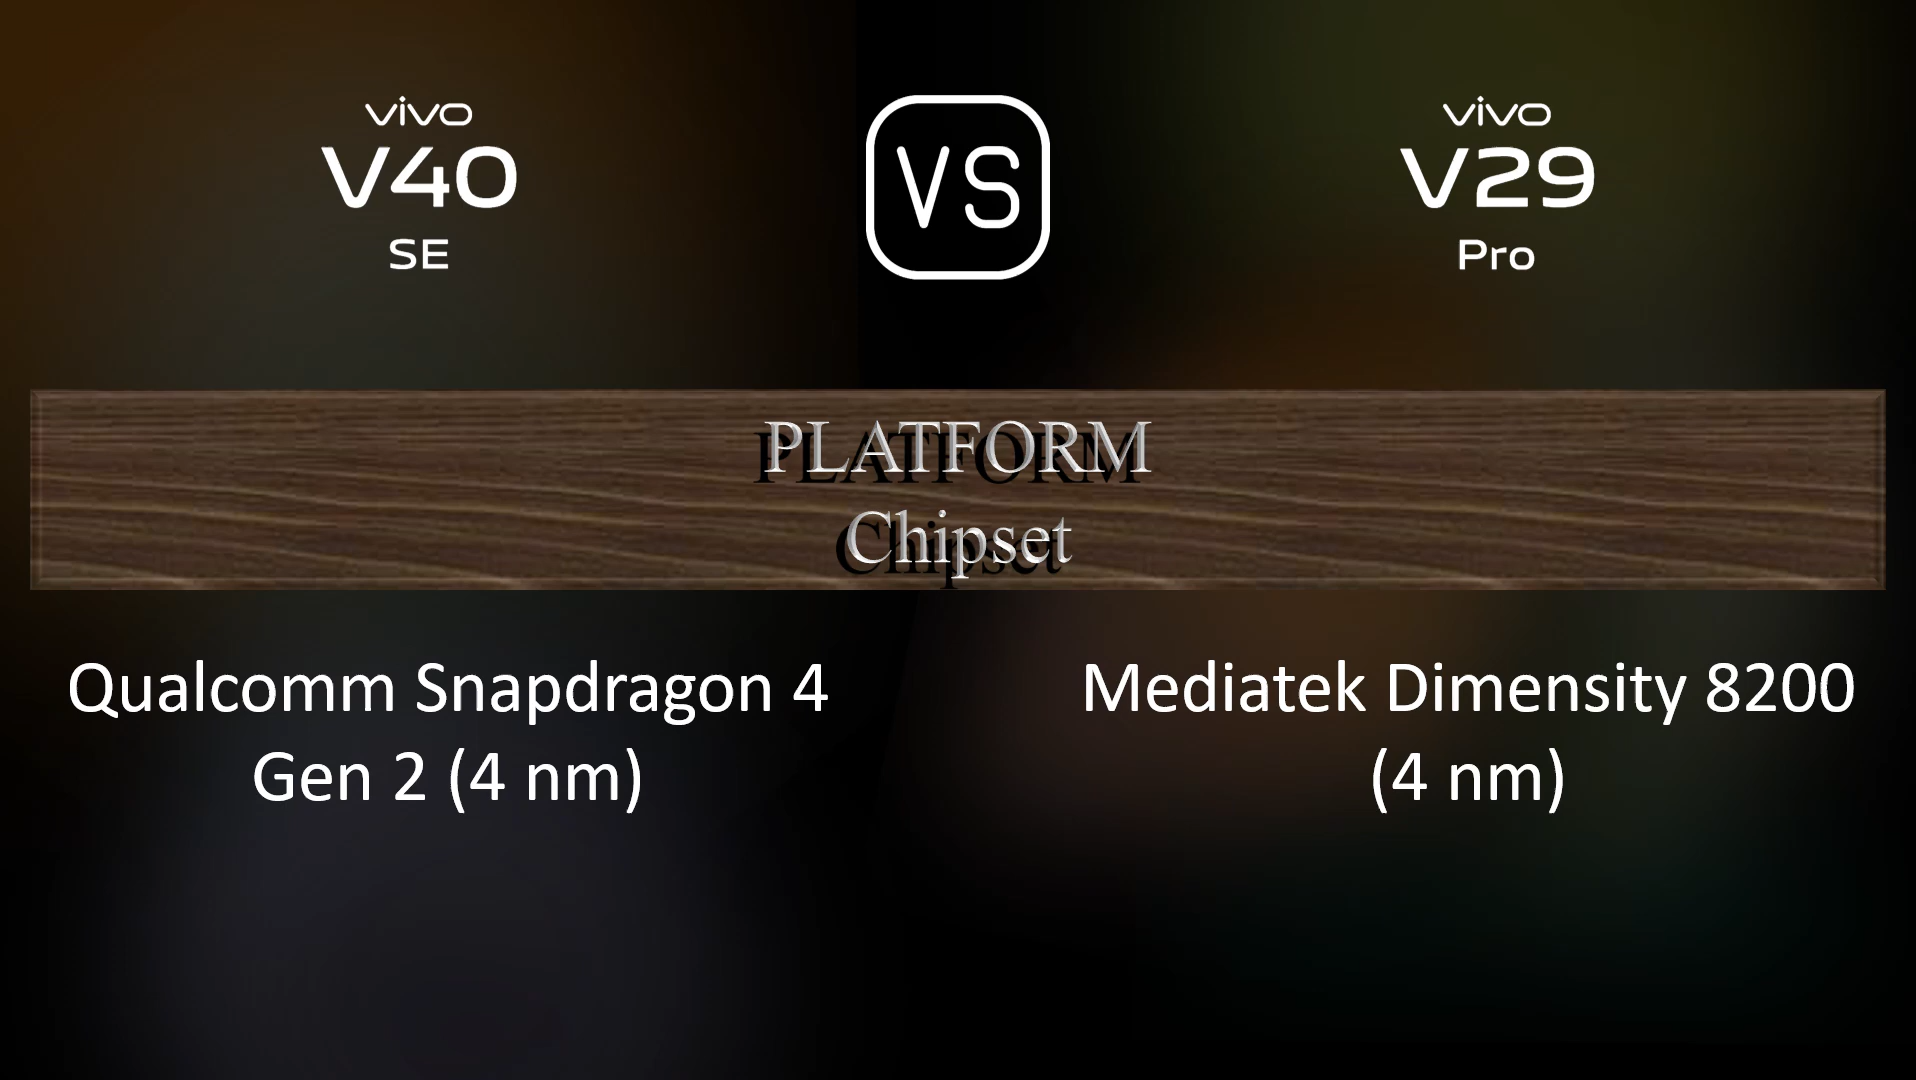 vivo
V40
SE
VS
vivo
V29
Pro
PLATFORM
Chipset
Qualcomm Snapdragon 4
Gen 2 (4 nm)
Mediatek Dimensity 8200
(4 nm)